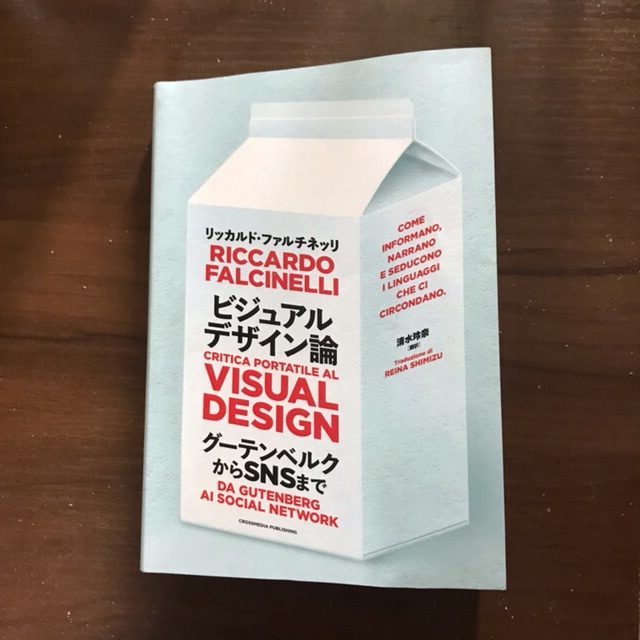 リッカルド・ファルチネッリ
RICCARDO
FALCINELLI
ビジュアル
デザイン論
CRITICA PORTATILE AL
VISUAL
DESIGN
グーテンベルク
からSNSまで
DA GUTENBERG
AI SOCIAL NETWORK
CROSSMEDIA PUBLISHING
COME
INFORMANO,
NARRANO
E SEDUCONO
I LINGUAGGI
CHE CI
CIRCONDANO.
清水玲奈
[翻訳]
Traduzione di
REINA SHIMIZU